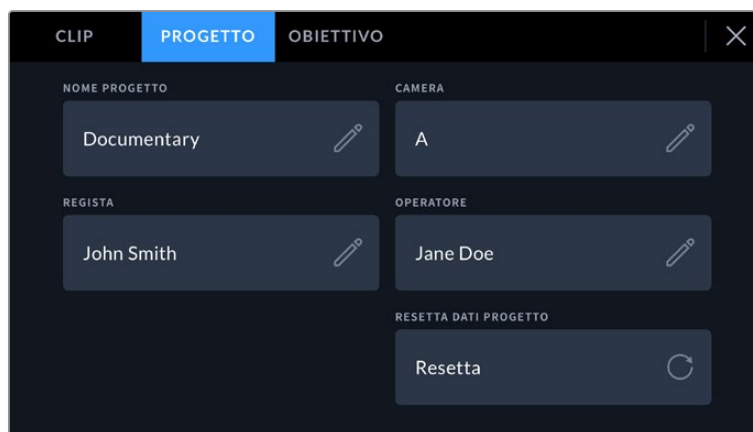 CLIP PROGETTO OBIETTIVO
NOME PROGETTO CAMERA
Documentary A
REGISTA OPERATORE
John Smith Jane Doe
RESETTA DATI PROGETTO
Resetta